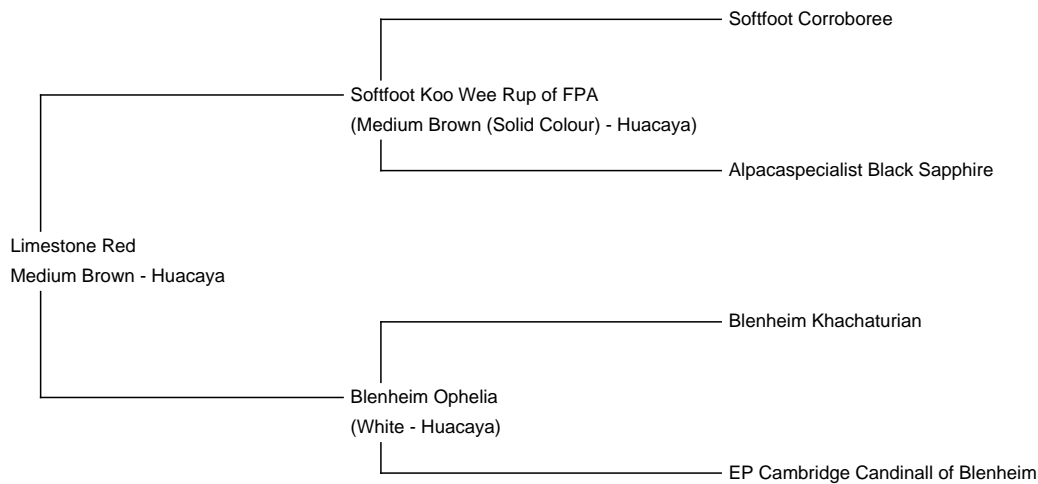 Softfoot Corroboree
Softfoot Koo Wee Rup of FPA
(Medium Brown (Solid Colour) - Huacaya)
Alpacaspecialist Black Sapphire
Limestone Red
Medium Brown - Huacaya
Blenheim Khachaturian
Blenheim Ophelia
(White - Huacaya)
EP Cambridge Candinall of Blenheim